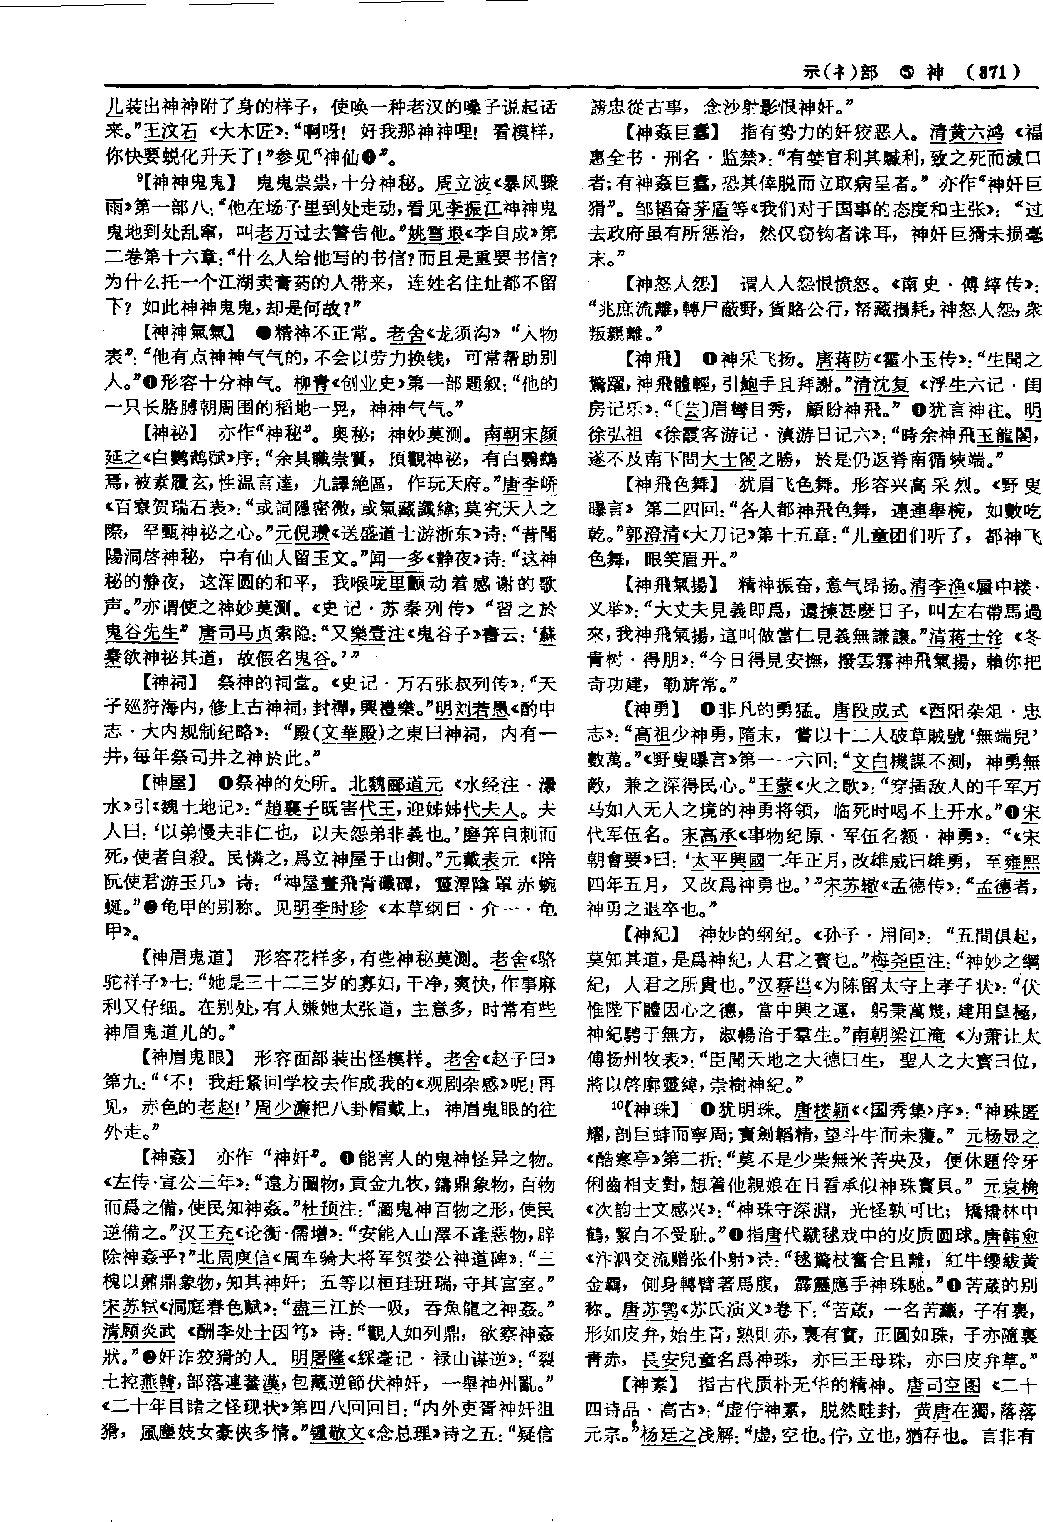 示(礻)部 ⑤ 神 (871)
儿装出神神附了身的样子，使唤一种老汉的嗓子说起话
来。”王汶石《大木匠》：“啊呀！好我那神神哩！看模样，
你快要蜕化升天了！”参见“神仙❶”。
9【神神鬼鬼】 鬼鬼祟祟，十分神秘。周立波《暴风骤
雨》第一部八：“他在场子里到处走动，看见李振江神神鬼
鬼地到处乱窜，叫老万过去警告他。”姚雪垠《李自成》第
二卷第十六章：“什么人给他写的书信？而且是重要书信？
为什么托一个江湖卖膏药的人带来，连姓名住址都不留
下？如此神神鬼鬼，却是何故？”
【神神氣氣】 ❶精神不正常。老舍《龙须沟》“人物
表”：“他有点神神气气的，不会以劳力换钱，可常帮助别
人。”❷形容十分神气。柳青《创业史》第一部题叙：“他的
一只长胳膊朝周围的稻地一晃，神神气气。”
【神祕】 亦作“神秘”。奥秘；神妙莫测。南朝宋颜
延之《白鹦鹉赋》序：“余具職崇賢，預觀神祕，有白鸚鵡
焉，被素履玄，性温言達，九譯絶區，作玩天府。”唐李峤
《百寮贺瑞石表》：“或詞隱密微，或氣藏讖緯；莫究天人之
際，罕甄神祕之心。”元倪瓒《送盛道士游浙东》诗：“昔聞
陽洞啓神秘，中有仙人留玉文。”闻一多《静夜》诗：“这神
秘的静夜，这浑圆的和平，我喉咙里颤动着感谢的歌
声。”亦谓使之神妙莫测。《史记·苏秦列传》“習之於
鬼谷先生”唐司马贞索隐：“又樂壹注《鬼谷子》書云：‘蘇
秦欲神祕其道，故假名鬼谷。’”
【神祠】 祭神的祠堂。《史记·万石张叔列传》：“天
子巡狩海内，修上古神祠，封禪，興禮樂。”明刘若愚《酌中
志·大内规制纪略》：“殿(文華殿)之東曰神祠，内有一
井，每年祭司井之神於此。”
【神屋】 ❶祭神的处所。北魏郦道元《水经注·㶟
水》引《魏土地记》：“趙襄子既害代王，迎姊姊代夫人。夫
人曰：‘以弟慢夫非仁也，以夫怨弟非義也。’磨笄自刺而
死，使者自殺。民憐之，爲立神屋于山側。”元戴表元《陪
阮使君游玉几》诗：“神屋晝飛背礮磾，靈潭陰罩赤蜿
蜒。”❷龟甲的别称。见明李时珍《本草纲目·介一·龟
甲》。
【神眉鬼道】 形容花样多，有些神秘莫测。老舍《骆
驼祥子》七：“她是三十二三岁的寡妇，干净，爽快，作事麻
利又仔细。在别处，有人嫌她太张道，主意多，时常有些
神眉鬼道儿的。”
【神眉鬼眼】 形容面部装出怪模样。老舍《赵子曰》
第九：“‘不！我赶紧回学校去作成我的《观剧杂感》呢！再
见，赤色的老赵！’周少濂把八卦帽戴上，神眉鬼眼的往
外走。”
【神姦】 亦作“神奸”。❶能害人的鬼神怪异之物。
《左传·宣公三年》：“遠方圖物，貢金九牧，鑄鼎象物，百物
而爲之備，使民知神姦。”杜预注：“圖鬼神百物之形，使民
逆備之。”汉王充《论衡·儒增》：“安能入山澤不逢惡物，辟
除神姦乎？”北周庾信《周车骑大将军贺娄公神道碑》：“三
槐以鼐鼎象物，知其神奸；五等以桓珪班瑞，守其宫室。”
宋苏轼《洞庭春色赋》：“盡三江於一吸，吞魚龍之神姦。”
清顾炎武《酬李处士因笃》诗：“觀人如列鼎，欲察神姦
狀。”❷奸诈狡猾的人。明屠隆《綵毫记·禄山谋逆》：“裂
土控燕韓，部落連蕃漢，包藏逆節伏神奸，一舉神州亂。”
《二十年目睹之怪现状》第四八回回目：“内外吏胥神奸狙
猾，風塵妓女豪俠多情。”锺敬文《念总理》诗之五：“疑信
謗忠從古事，含沙射影恨神奸。”
【神姦巨蠹】 指有势力的奸狡恶人。清黄六鸿《福
惠全书·刑名·监禁》：“有婪官利其贓利，致之死而滅口
者；有神姦巨蠹，恐其倖脱而立取病呈者。”亦作“神奸巨
猾”。邹韬奋茅盾等《我们对于国事的态度和主张》：“过
去政府虽有所惩治，然仅窃钩者诛耳，神奸巨猾未损毫
末。”
【神怒人怨】 谓人人怨恨愤怒。《南史·傅縡传》：
“兆庶流離，轉尸蔽野，貨賂公行，帑藏損耗，神怒人怨，衆
叛親離。”
【神飛】 ❶神采飞扬。唐蒋防《霍小玉传》：“生聞之
驚躍，神飛體輕，引鮑手且拜謝。”清沈复《浮生六记·闺
房记乐》：“〔芸〕眉彎目秀，顧盼神飛。”❷犹言神往。明
徐弘祖《徐霞客游记·滇游日记六》：“時余神飛玉龍閣，
遂不及南下問大士閣之勝，於是仍返脊南循峽端。”
【神飛色舞】 犹眉飞色舞。形容兴高采烈。《野叟
曝言》第二四回：“各人都神飛色舞，連連舉椀，如數吃
乾。”郭澄清《大刀记》第十五章：“儿童团们听了，都神飞
色舞，眼笑眉开。”
【神飛氣揚】 精神振奋，意气昂扬。清李渔《蜃中楼·
义举》：“大丈夫見義即爲，還揀甚麽日子，叫左右帶馬過
來，我神飛氣揚，這叫做當仁見義無謙讓。”清蒋士铨《冬
青树·得朋》：“今日得見安撫，撥雲霧神飛氣揚，賴你把
奇功建，勒旂常。”
【神勇】 ❶非凡的勇猛。唐段成式《酉阳杂俎·忠
志》：“高祖少神勇，隋末，嘗以十二人破草賊號‘無端兒’
數萬。”《野叟曝言》第一一六回：“文白機謀不測，神勇無
敵，兼之深得民心。”王蒙《火之歌》：“穿插敌人的千军万
马如入无人之境的神勇将领，临死时喝不上开水。”❷宋
代军伍名。宋高承《事物纪原·军伍名额·神勇》：“《宋
朝會要》曰：‘太平興國二年正月，改雄威曰雄勇，至雍熙
四年五月，又改爲神勇也。’”宋苏辙《孟德传》：“孟德者，
神勇之退卒也。”
【神紀】 神妙的纲纪。《孙子·用间》：“五間俱起，
莫知其道，是爲神紀，人君之寶也。”梅尧臣注：“神妙之綱
紀，人君之所貴也。”汉蔡邕《为陈留太守上孝子状》：“伏
惟陛下體因心之德，當中興之運，躬秉萬幾，建用皇極，
神紀騁于無方，淑暢洽于羣生。”南朝梁江淹《为萧让太
傅扬州牧表》：“臣聞天地之大德曰生，聖人之大寶曰位，
將以啓廓靈緯，崇樹神紀。”
10【神珠】 ❶犹明珠。唐楼颖《〈国秀集〉序》：“神珠匿
耀，剖巨蚌而寧周；寶劍韜精，望斗牛而未獲。”元杨显之
《酷寒亭》第二折：“莫不是少柴無米苦央及，便休題伶牙
俐齒相支對，想着他親娘在日看承似神珠寶貝。”元袁桷
《次韵士文感兴》：“神珠守深淵，光怪孰可比；矯矯林中
鶴，絜白不受耻。”❷指唐代蹴毬戏中的皮质圆球。唐韩愈
《汴泗交流赠张仆射》诗：“毬驚杖奮合且離，紅牛纓紱黄
金羈，側身轉臂著馬腹，霹靂應手神珠馳。”❸苦蕺的别
称。唐苏鹗《苏氏演义》卷下：“苦蕺，一名苦蘵，子有裹，
形如皮弁，始生青，熟則赤，裹有實，正圓如珠，子亦隨裹
青赤，長安兒童名爲神珠，亦曰王母珠，亦曰皮弁草。”
【神素】 指古代质朴无华的精神。唐司空图《二十
四诗品·高古》：“虚佇神素，脱然畦封，黄唐在獨，落落
元宗。”杨廷之浅解：“虚，空也。佇，立也，猶存也。言非有